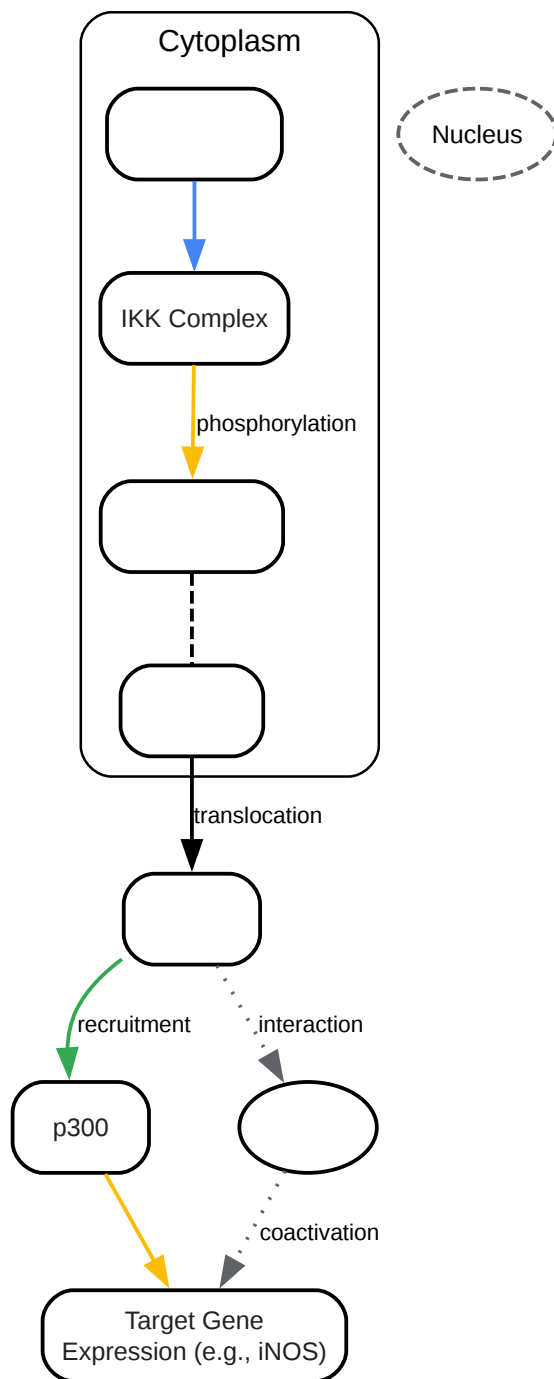 Cytoplasm
Nucleus
IKK Complex
phosphorylation
translocation
recruitment
interaction
p300
coactivation
Target Gene
Expression (e.g., iNOS)